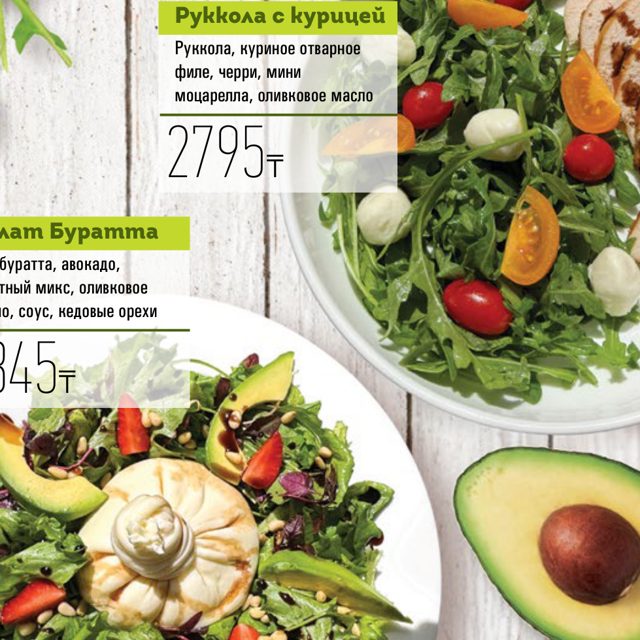 Руккола с курицей
Руккола, куриное отварное
филе, черри, мини
моцарелла, оливковое масло
2795₸
лат Буратта
буратта, авокадо,
тный микс, оливковое
ло, соус, кедовые орехи
345₸